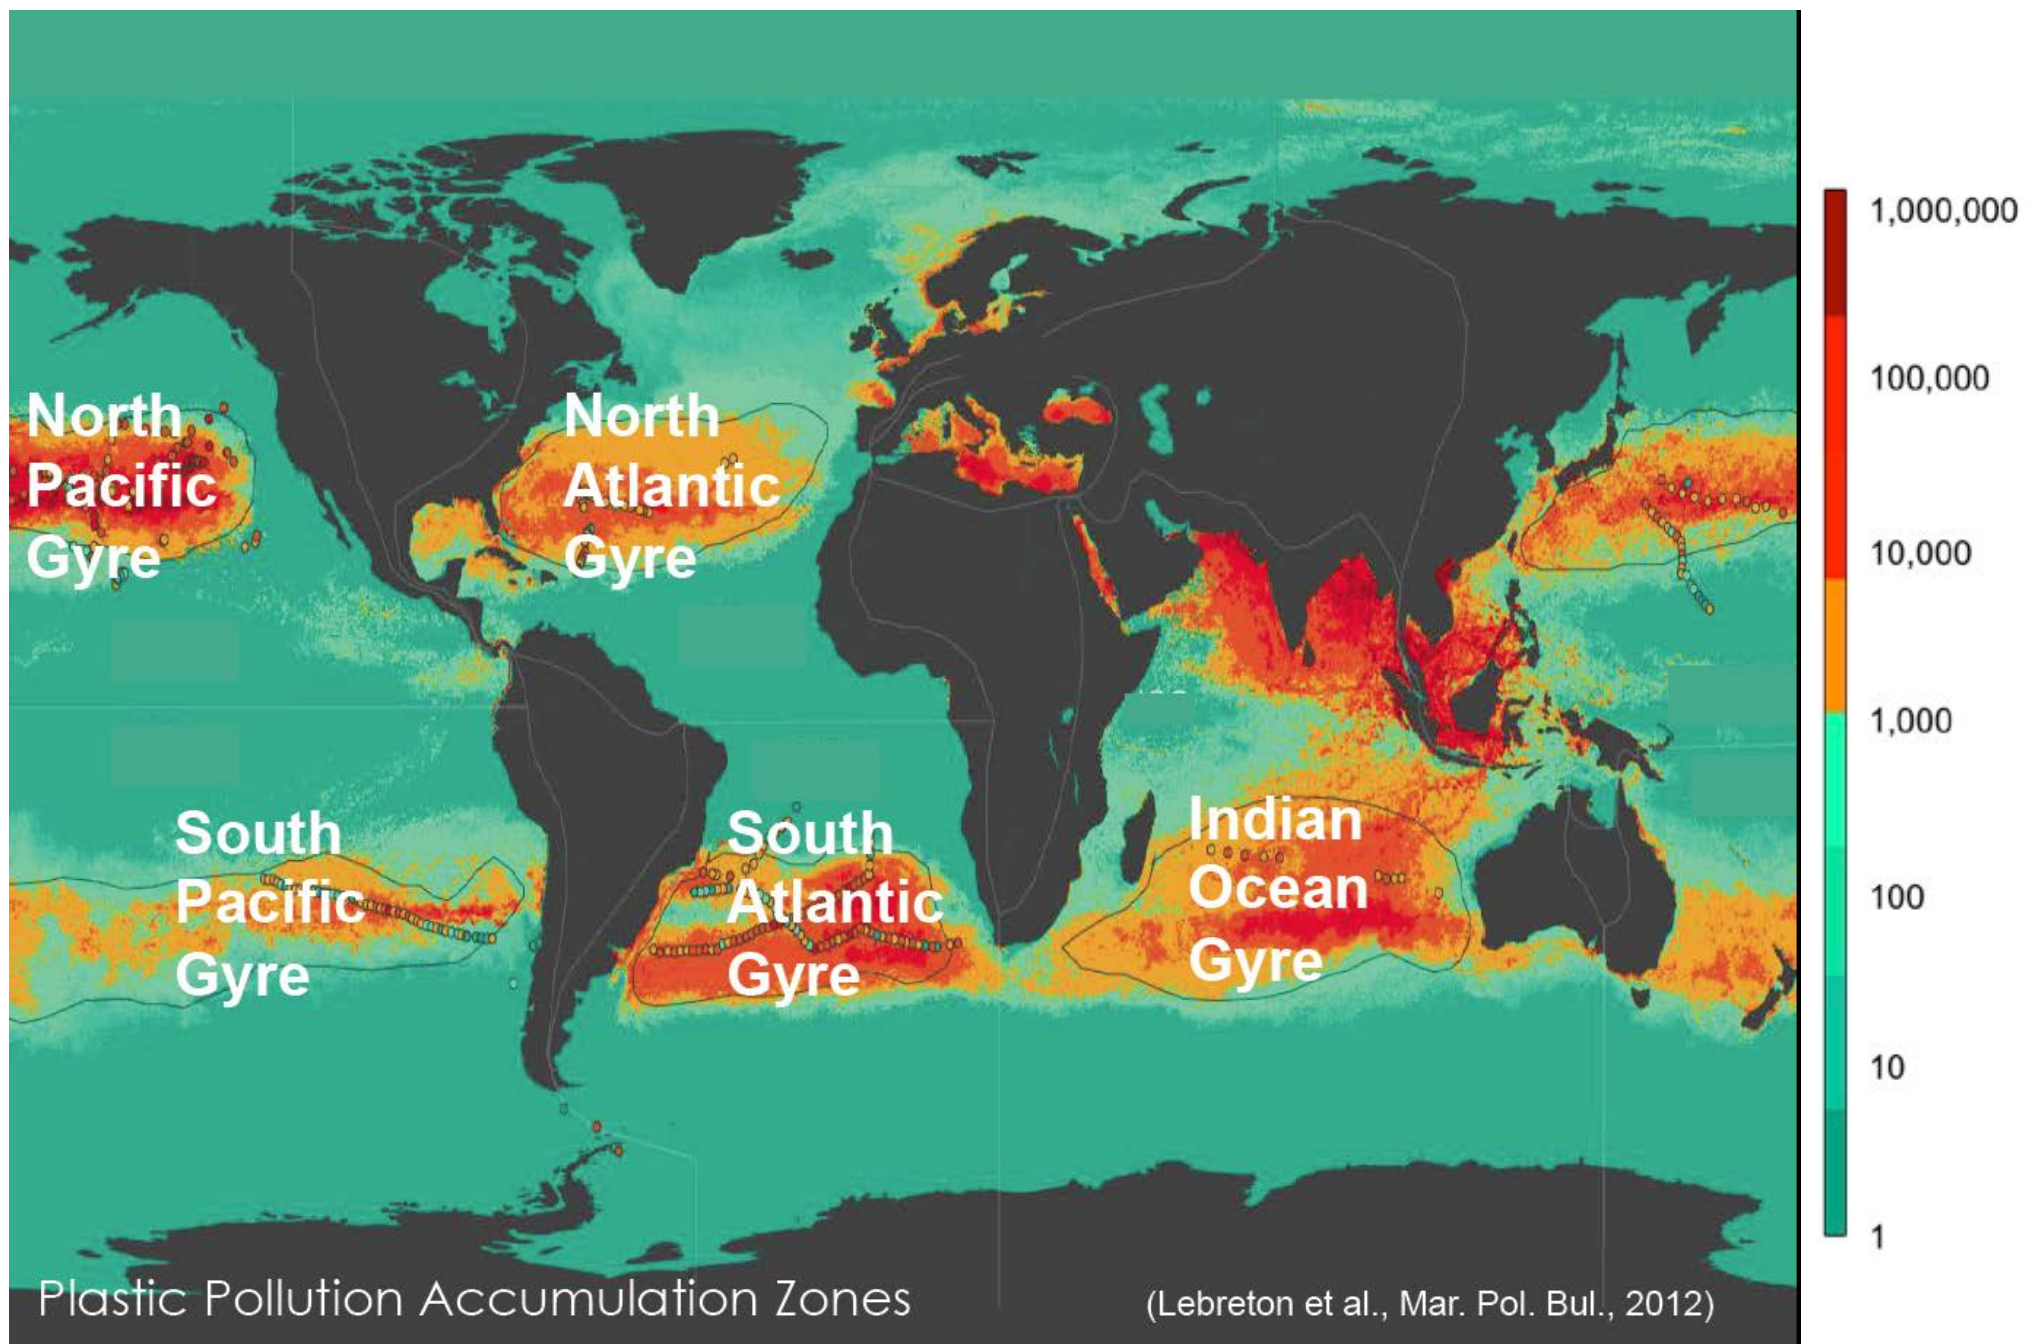 North
Pacific
Gyre
North
Atlantic
Gyre
South
Pacific
Gyre
South
Atlantic
Gyre
Indian
Ocean
Gyre
1,000,000
100,000
10,000
1,000
100
10
1
Plastic Pollution Accumulation Zones
(Lebreton et al., Mar. Pol. Bul., 2012)